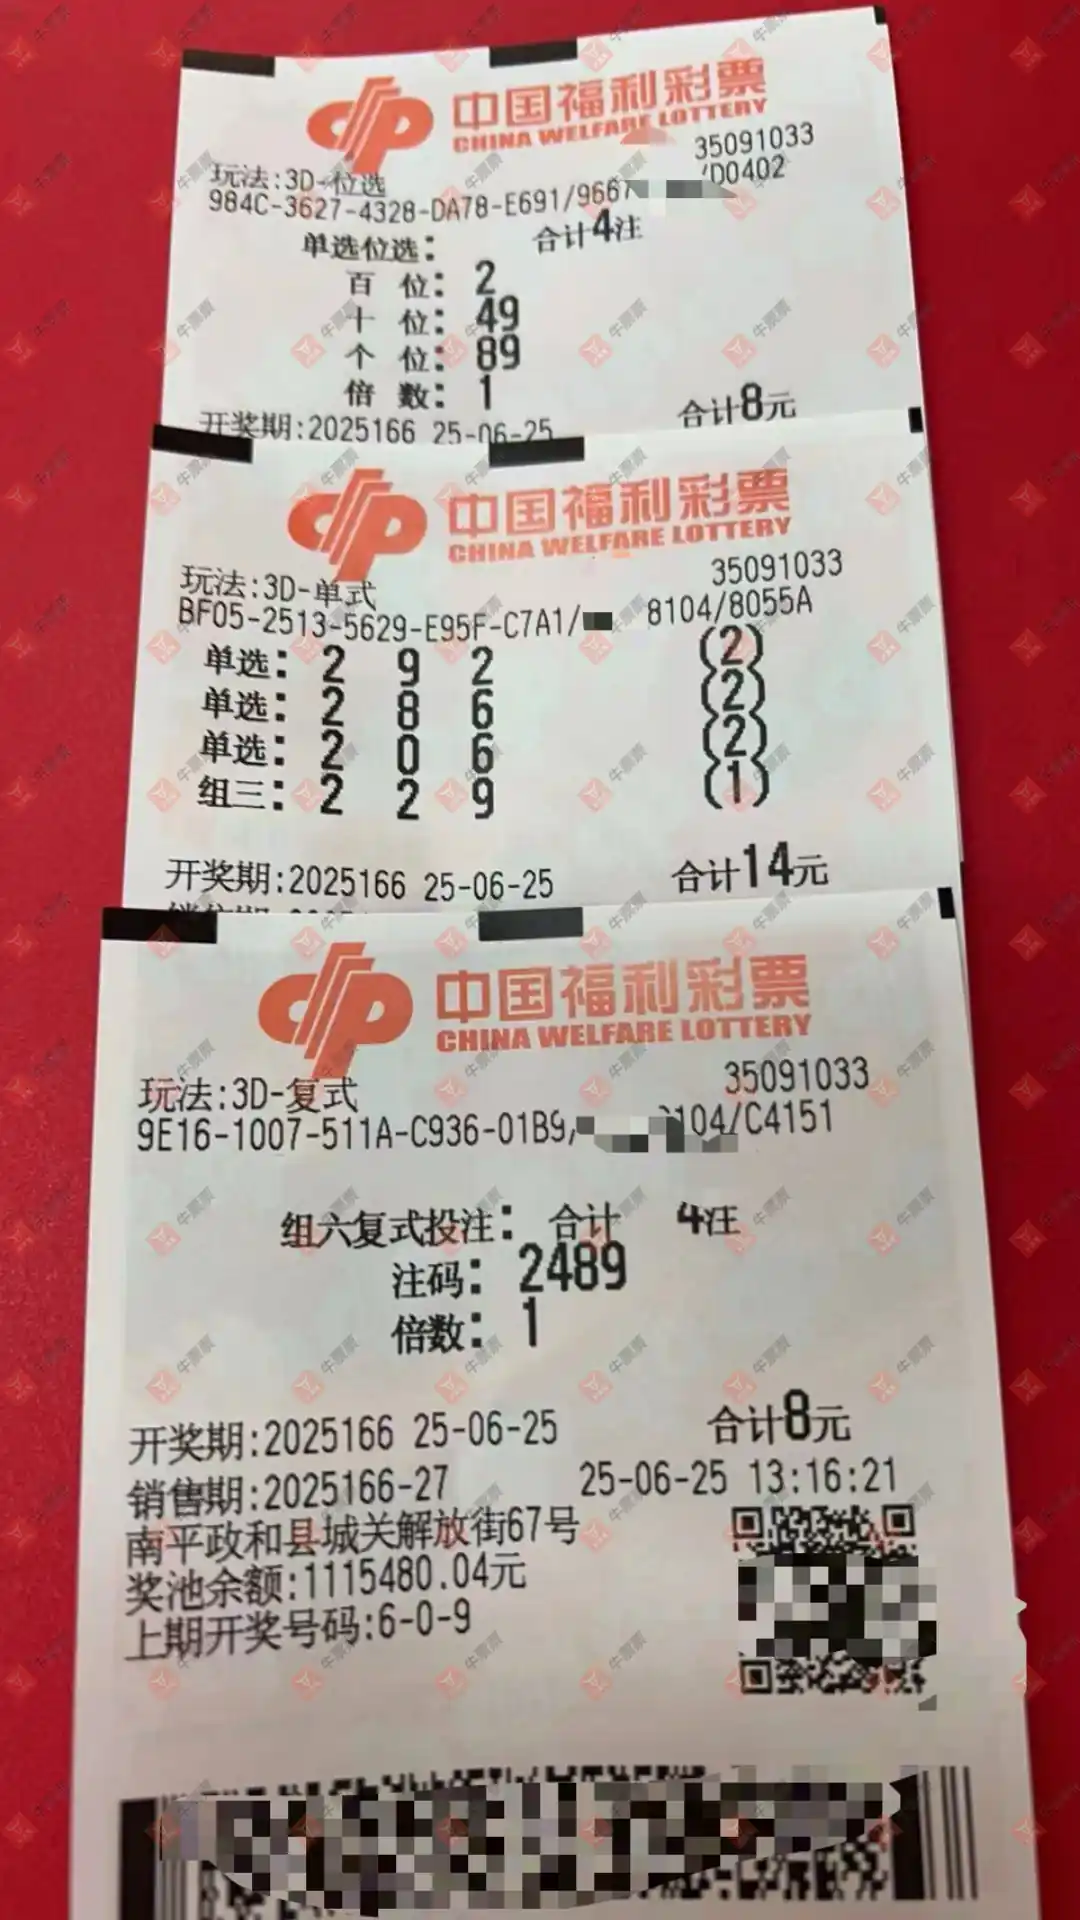 中国福利彩票
CHINA WELFARE LOTTERY
35091033
玩法:3D-位选
984C-3627-4328-DA78-E691/9667 /D0402
单选位选: 合计4注
百 位: 2
十 位: 49
个 位: 89
倍 数: 1
合计8元
开奖期:2025166 25-06-25
中国福利彩票
CHINA WELFARE LOTTERY
35091033
玩法:3D-单式
BF05-2513-5629-E95F-C7A1/ 8104/8055A
单选: 2 9 2 (2)
单选: 2 8 6 (2)
单选: 2 0 6 (2)
组三: 2 2 9 (1)
开奖期:2025166 25-06-25 合计14元
中国福利彩票
CHINA WELFARE LOTTERY
35091033
玩法:3D-复式
9E16-1007-511A-C936-01B9/ 104/C4151
组六复式投注: 合计 4注
注码: 2489
倍数: 1
开奖期:2025166 25-06-25 合计8元
销售期:2025166-27 25-06-25 13:16:21
南平政和县城关解放街67号
奖池余额:1115480.04元
上期开奖号码:6-0-9
牛票票